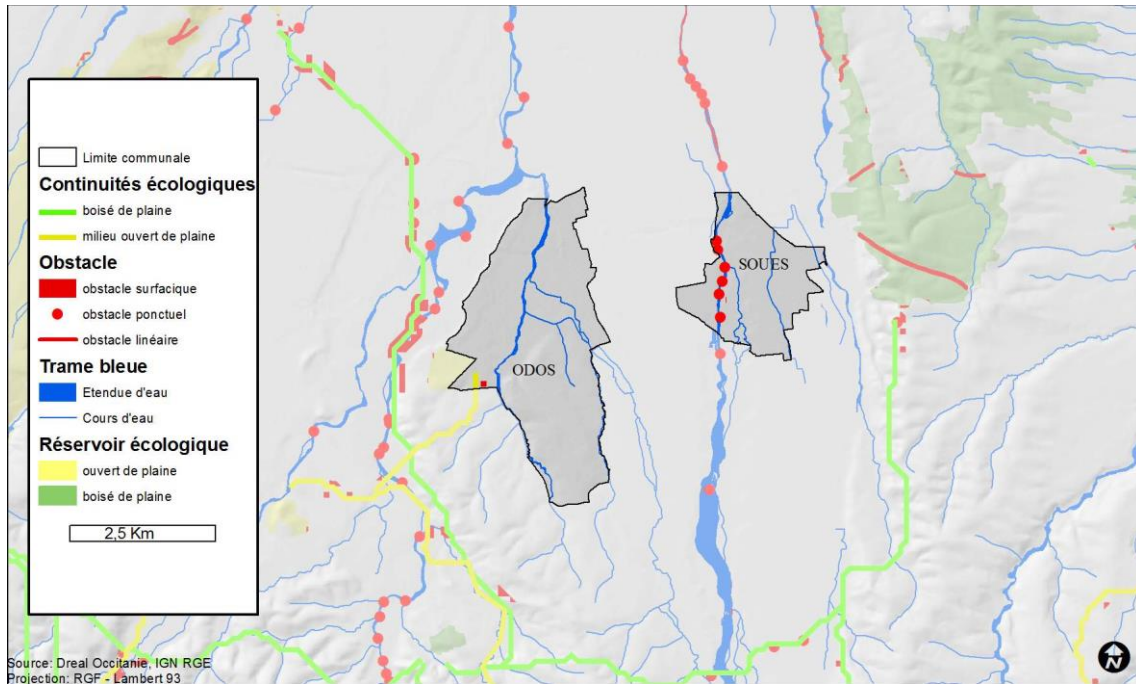 Limite communale
Continuités écologiques
boisé de plaine
milieu ouvert de plaine
Obstacle
obstacle surfacique
obstacle ponctuel
obstacle linéaire
Trame bleue
Etendue d'eau
Cours d'eau
Réservoir écologique
ouvert de plaine
boisé de plaine
2,5 Km
SOUES
ODOS
Source: Dreal Occitanie, IGN RGE
Projection: RGF - Lambert 93
N